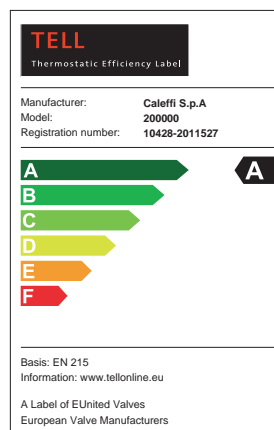 TELL
Thermostatic Efficiency Label
Manufacturer: Caleffi S.p.A
Model: 200000
Registration number: 10428-2011527
A A
B
C
D
E
F
Basis: EN 215
Information: www.tellonline.eu
A Label of EUnited Valves
European Valve Manufacturers